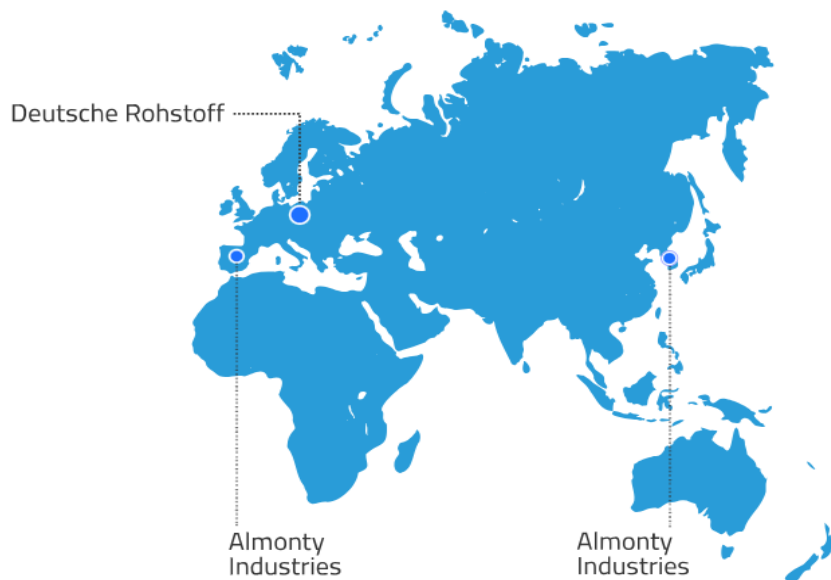 Deutsche Rohstoff
Almonty
Industries
Almonty
Industries